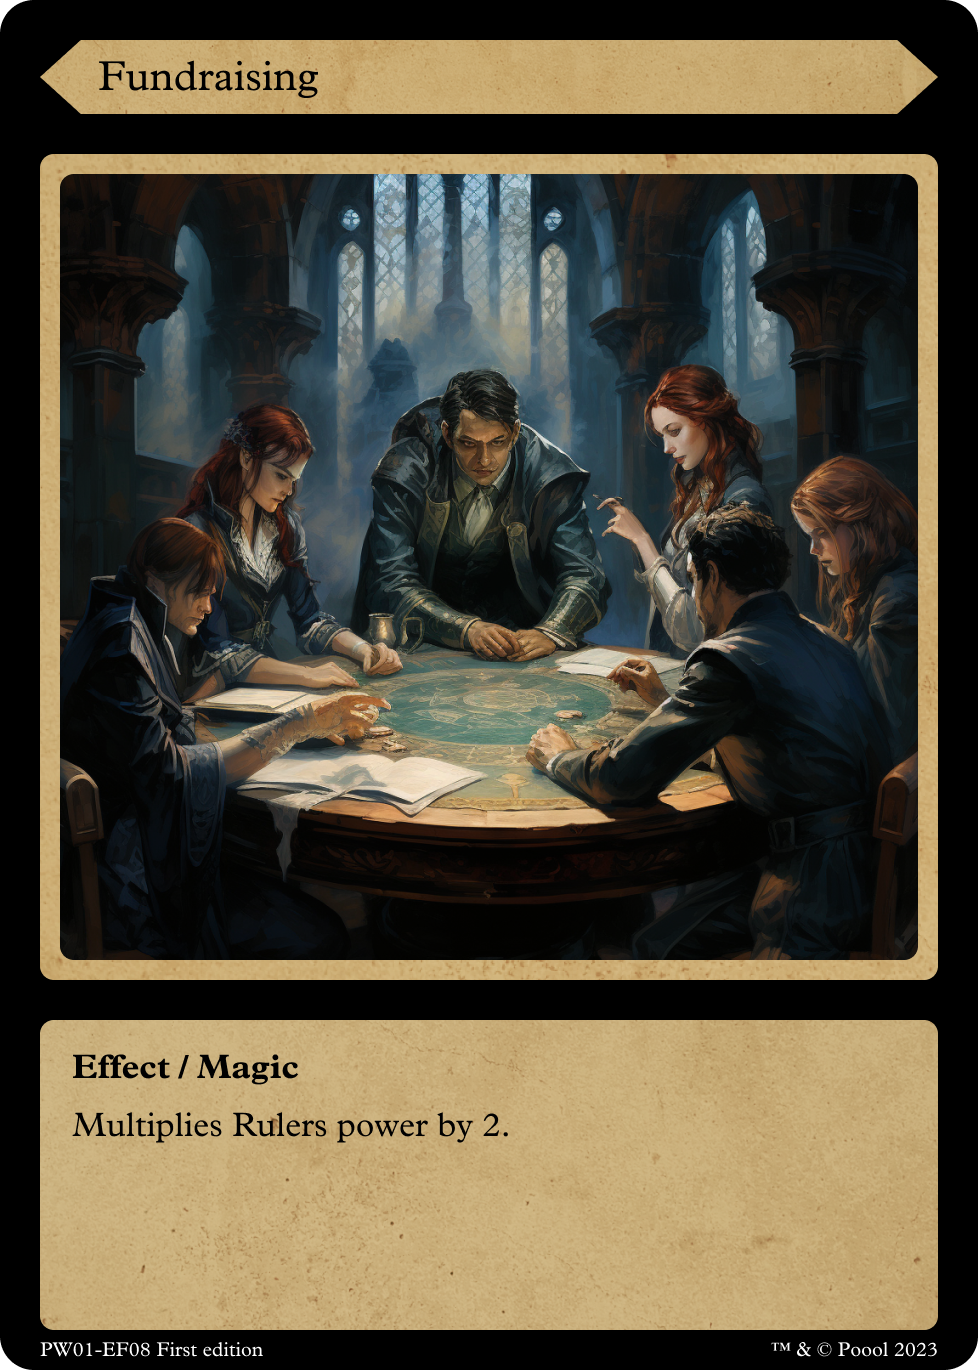 Fundraising
Effect / Magic
Multiplies Rulers power by 2.
PW01-EF08 First edition
™ & © Poool 2023